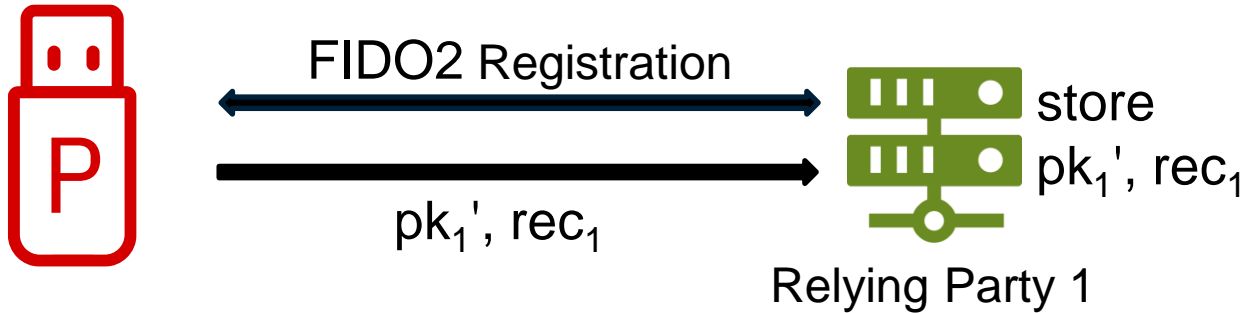 P
FIDO2 Registration
pk₁', rec₁
store
pk₁', rec₁
Relying Party 1